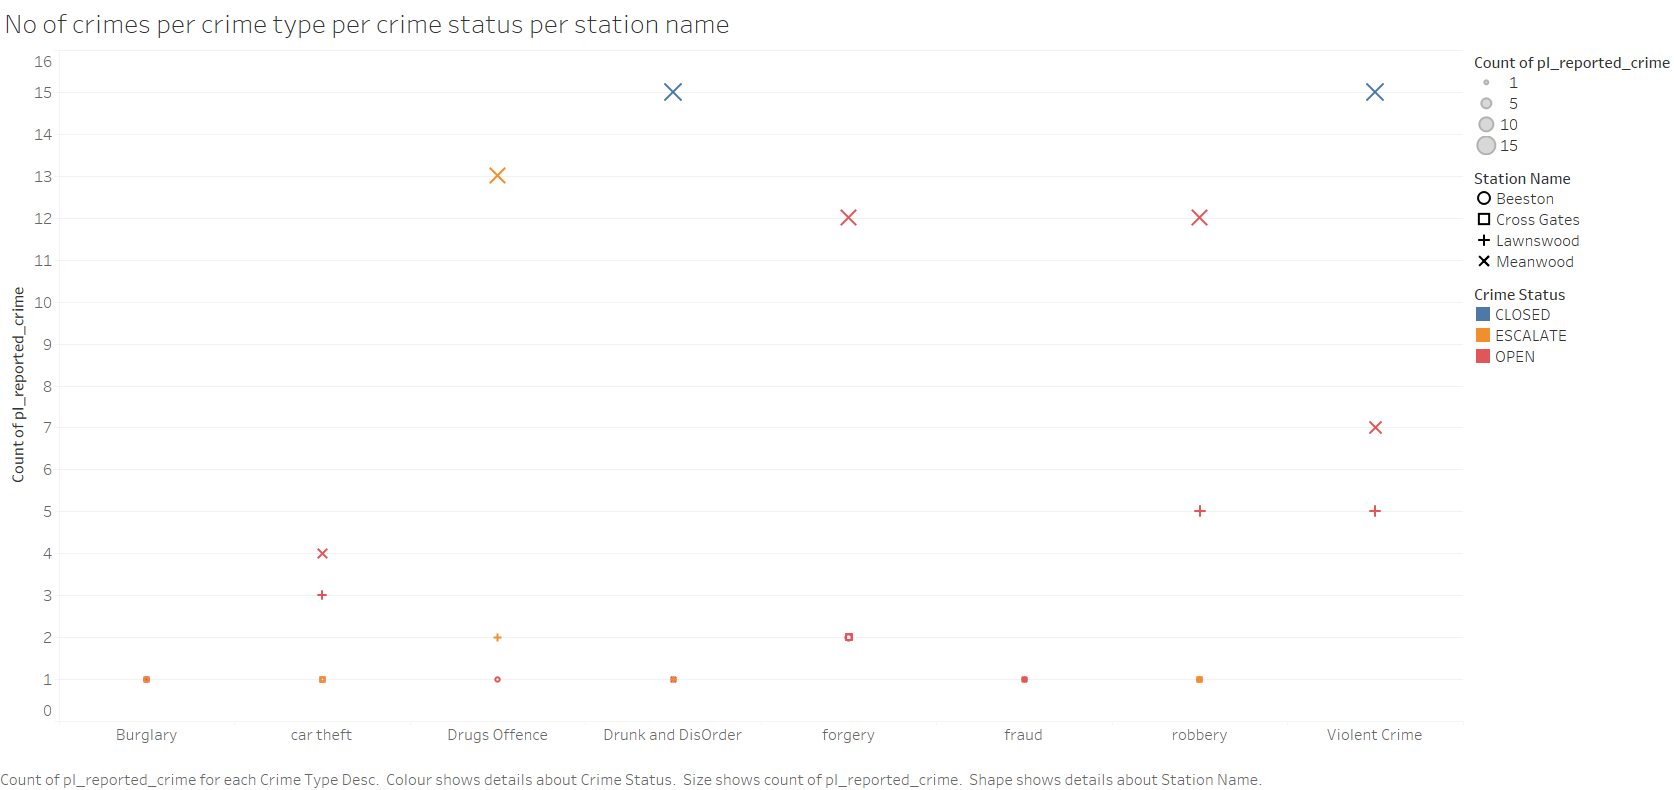 No of crimes per crime type per crime status per station name
16
15
14
13
12
11
10
9
8
7
6
5
4
3
2
1
0
Count of pl_reported_crime
Burglary
car theft
Drugs Offence
Drunk and DisOrder
forgery
fraud
robbery
Violent Crime
Count of pl_reported_crime
1
5
10
15
Station Name
Beeston
Cross Gates
Lawnswood
Meanwood
Crime Status
CLOSED
ESCALATE
OPEN
Count of pl_reported_crime for each Crime Type Desc.  Colour shows details about Crime Status.  Size shows count of pl_reported_crime.  Shape shows details about Station Name.